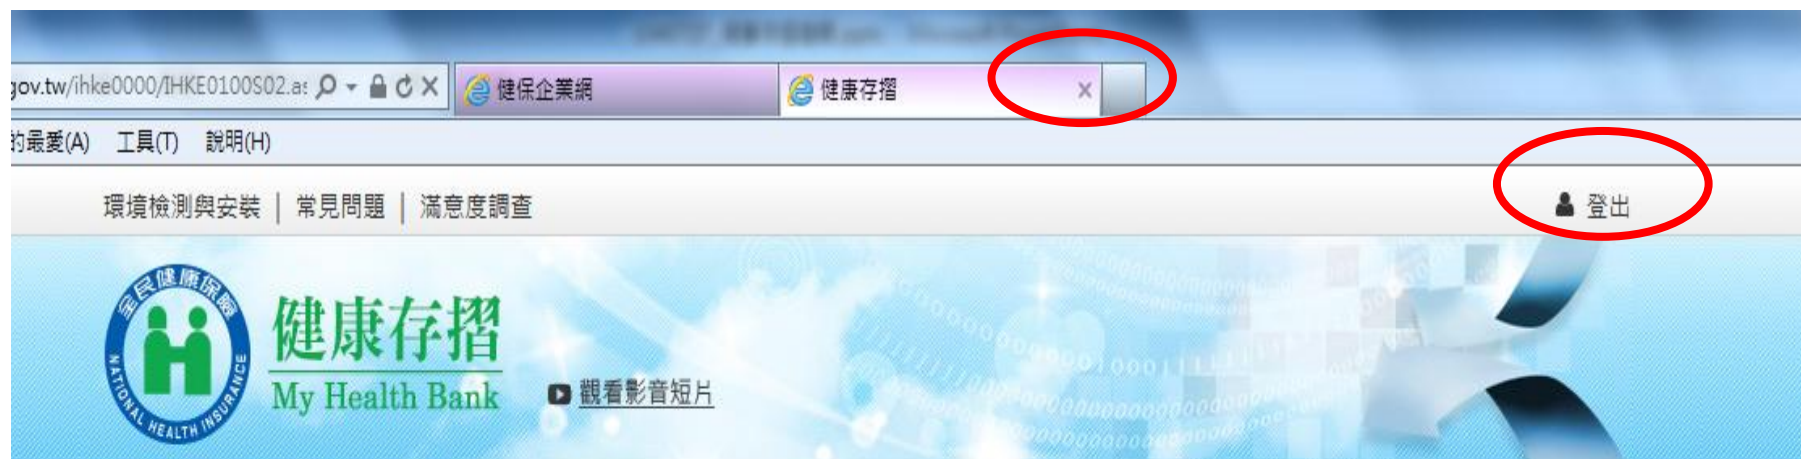 gov.tw/ihke0000/IHKE0100S02.as 健保企業網 健康存摺
的最愛(A) 工具(T) 說明(H)
環境檢測與安裝 | 常見問題 | 滿意度調查 登出
全民健康保險
NATIONAL HEALTH INSURANCE
健康存摺
My Health Bank
觀看影音短片